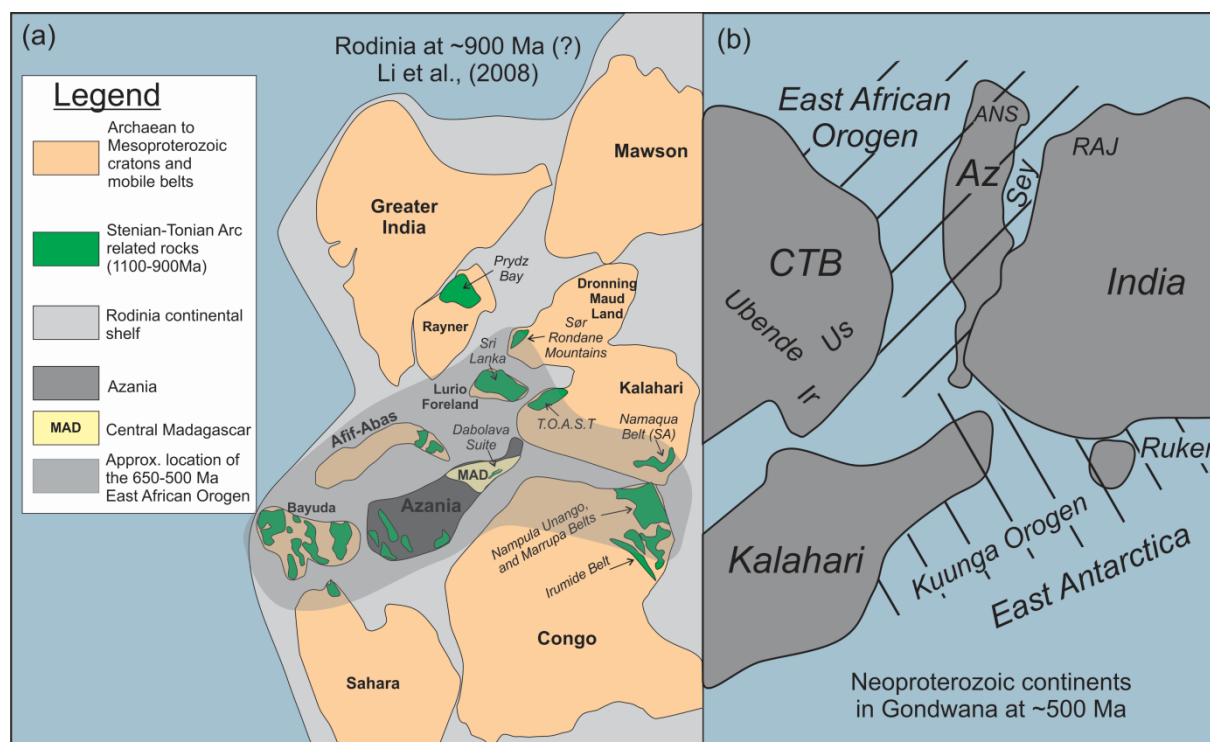 (a)
Rodinia at ~900 Ma (?)
Li et al., (2008)
Legend
Archaean to
Mesoproterozoic
cratons and
mobile belts
Stenian-Tonian Arc
related rocks
(1100-900Ma)
Rodinia continental
shelf
Azania
MAD
Central Madagascar
Approx. location of
the 650-500 Ma
East African Orogen
Mawson
Greater
India
Prydz
Bay
Rayner
Dronning
Maud
Land
Sør
Rondane
Mountains
Sri
Lanka
Lurio
Foreland
Kalahari
T.O.A.S.T
Namaqua
Belt (SA)
Afif-Abas
Dabolava
Suite
MAD
Azania
Bayuda
Nampula Unango,
and Marrupa Belts
Irumide Belt
Congo
Sahara
(b)
East African
Orogen
ANS
RAJ
Az
Sey
CTB
India
Ubende
Us
Ir
Ruker
Kalahari
Kuunga Orogen
East Antarctica
Neoproterozoic continents
in Gondwana at ~500 Ma